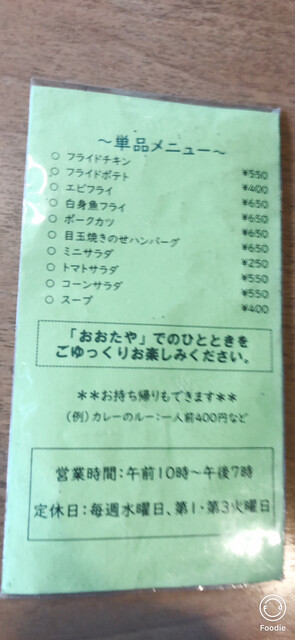 ~単品メニュー~
○ フライドチキン ¥550
○ フライドポテト ¥400
○ エビフライ ¥650
○ 白身魚フライ ¥650
○ ポークカツ ¥650
○ 目玉焼きのせハンバーグ ¥650
○ ミニサラダ ¥250
○ トマトサラダ ¥550
○ コーンサラダ ¥550
○ スープ ¥400
「おおたや」でのひとときを
ごゆっくりお楽しみください。
**お持ち帰りもできます**
(例)カレーのルー:一人前400円など
営業時間:午前10時~午後7時
定休日:毎週水曜日、第1・第3火曜日
Foodie